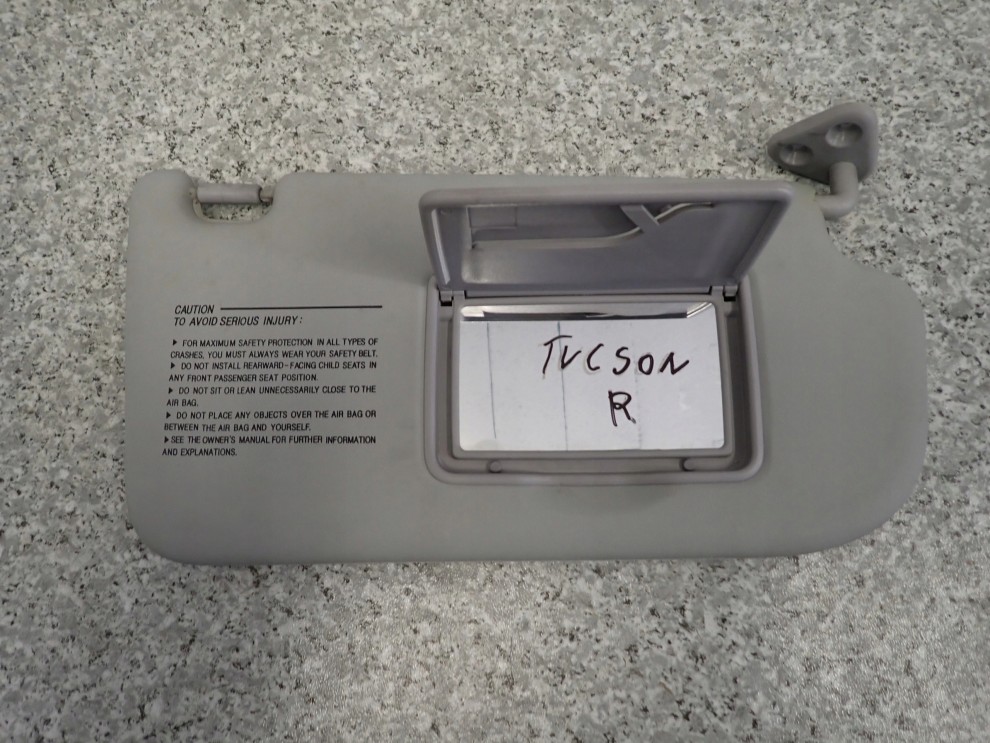 CAUTION
TO AVOID SERIOUS INJURY:
▶ FOR MAXIMUM SAFETY PROTECTION IN ALL TYPES OF
CRASHES, YOU MUST ALWAYS WEAR YOUR SAFETY BELT.
▶ DO NOT INSTALL REARWARD-FACING CHILD SEATS IN
ANY FRONT PASSENGER SEAT POSITION.
▶ DO NOT SIT OR LEAN UNNECESSARILY CLOSE TO THE
AIR BAG.
▶ DO NOT PLACE ANY OBJECTS OVER THE AIR BAG OR
BETWEEN THE AIR BAG AND YOURSELF.
▶SEE THE OWNER'S MANUAL FOR FURTHER INFORMATION
AND EXPLANATIONS.
TUCSON
R